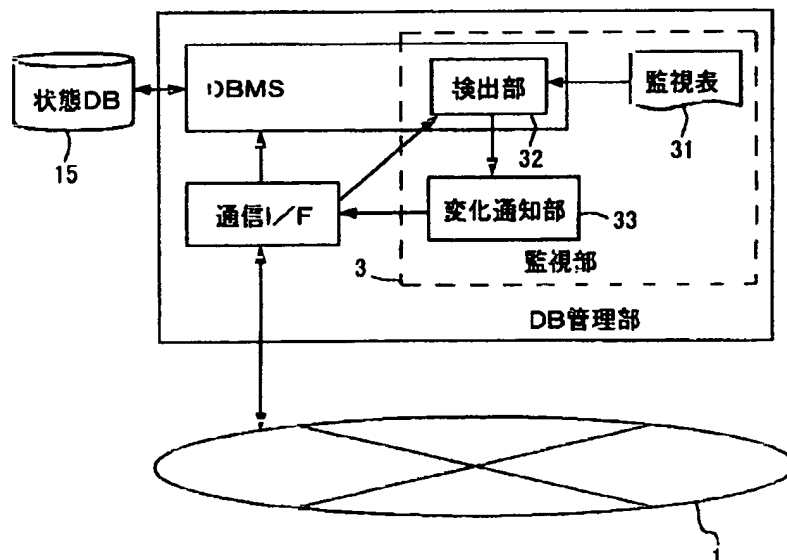 状態DB
15
DBMS
検出部
32
監視表
31
通信I/F
変化通知部
33
監視部
3
DB管理部
1